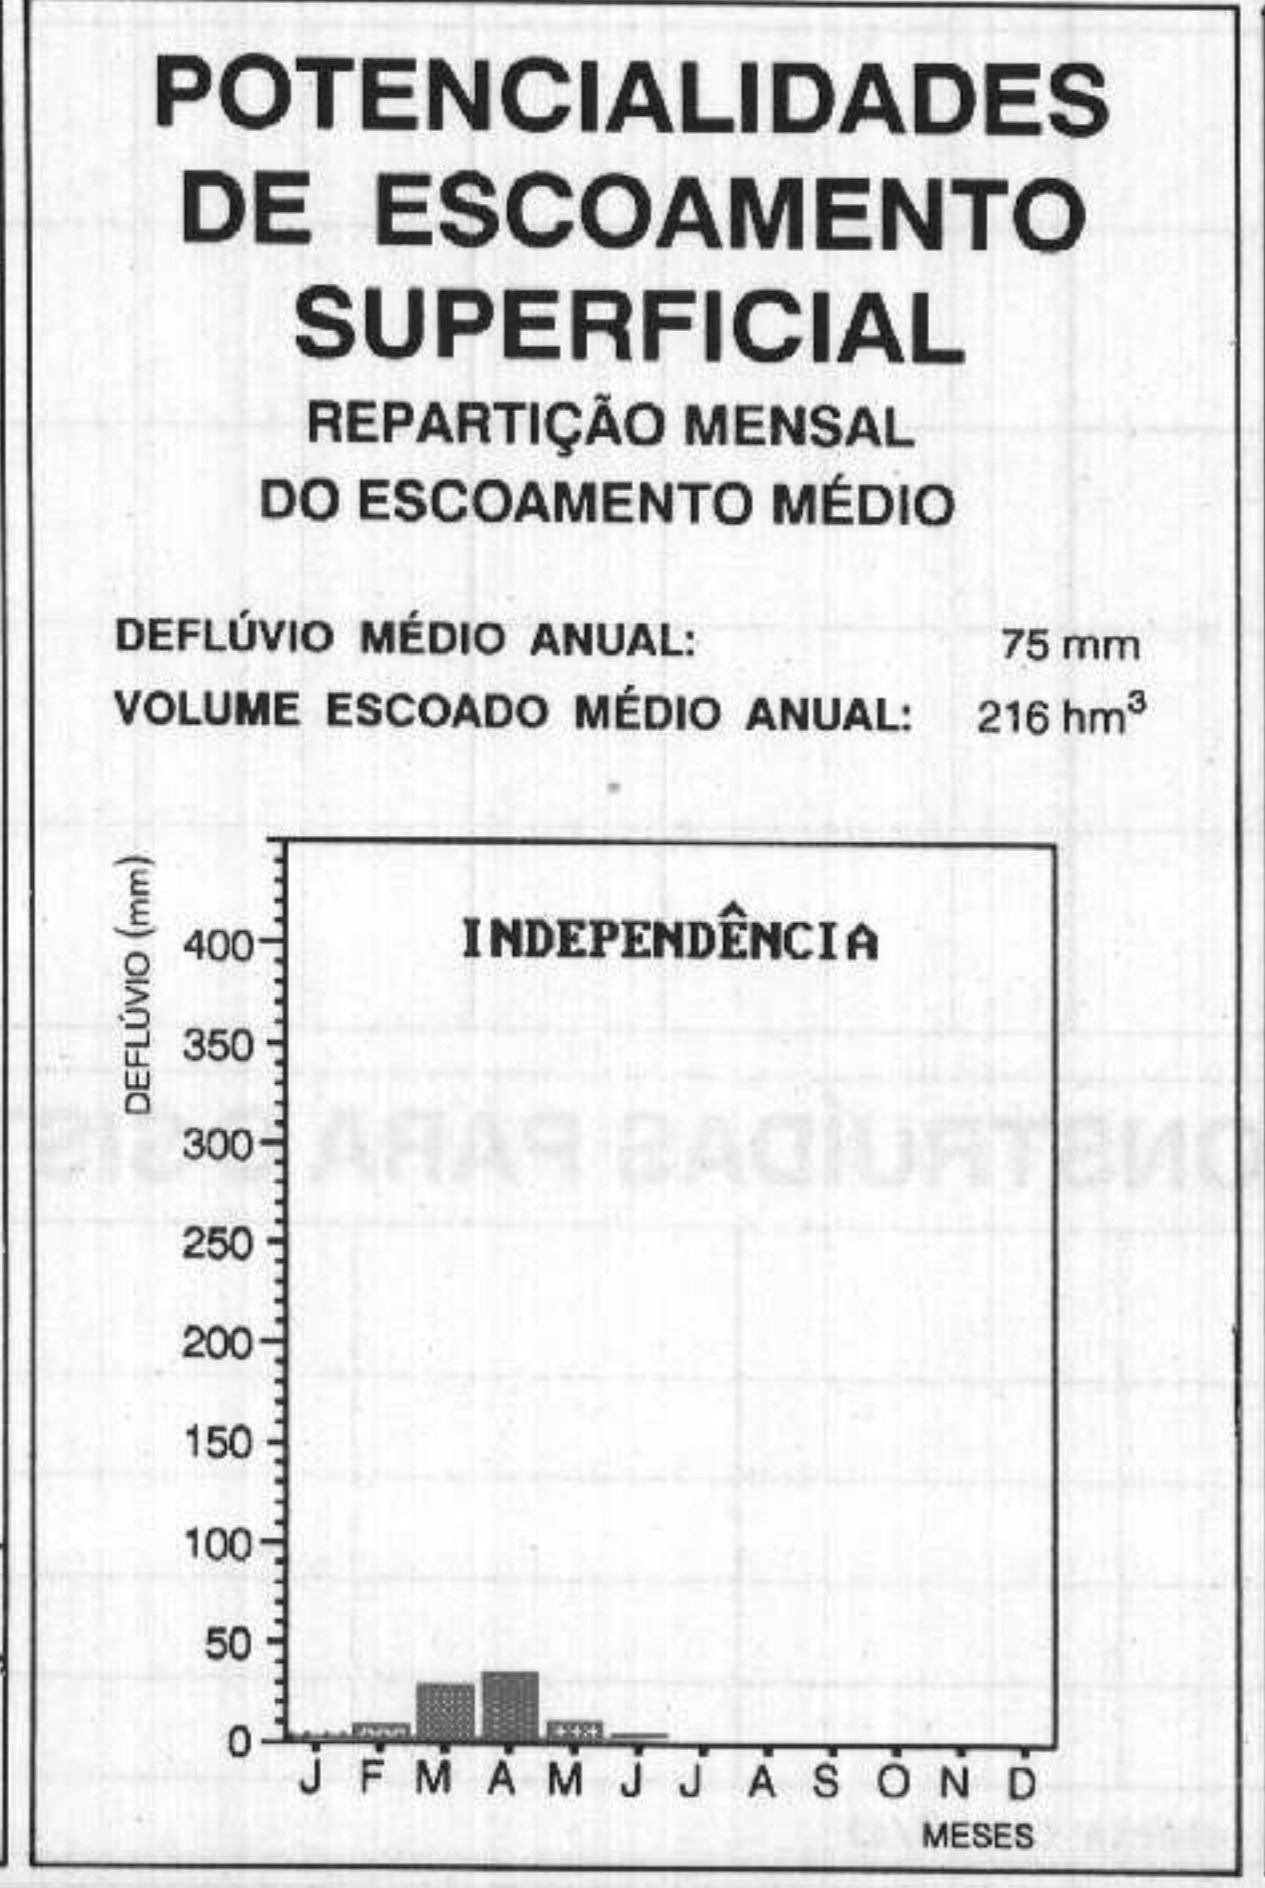 POTENCIALIDADES
DE ESCOAMENTO
SUPERFICIAL
REPARTIÇÃO MENSAL
DO ESCOAMENTO MÉDIO
DEFLÚVIO MÉDIO ANUAL: 75 mm
VOLUME ESCOADO MÉDIO ANUAL: 216 hm³
DEFLÚVIO (mm)
INDEPENDÊNCIA
400
350
300
250
200
150
100
50
0
J F M A M J J A S O N D
MESES